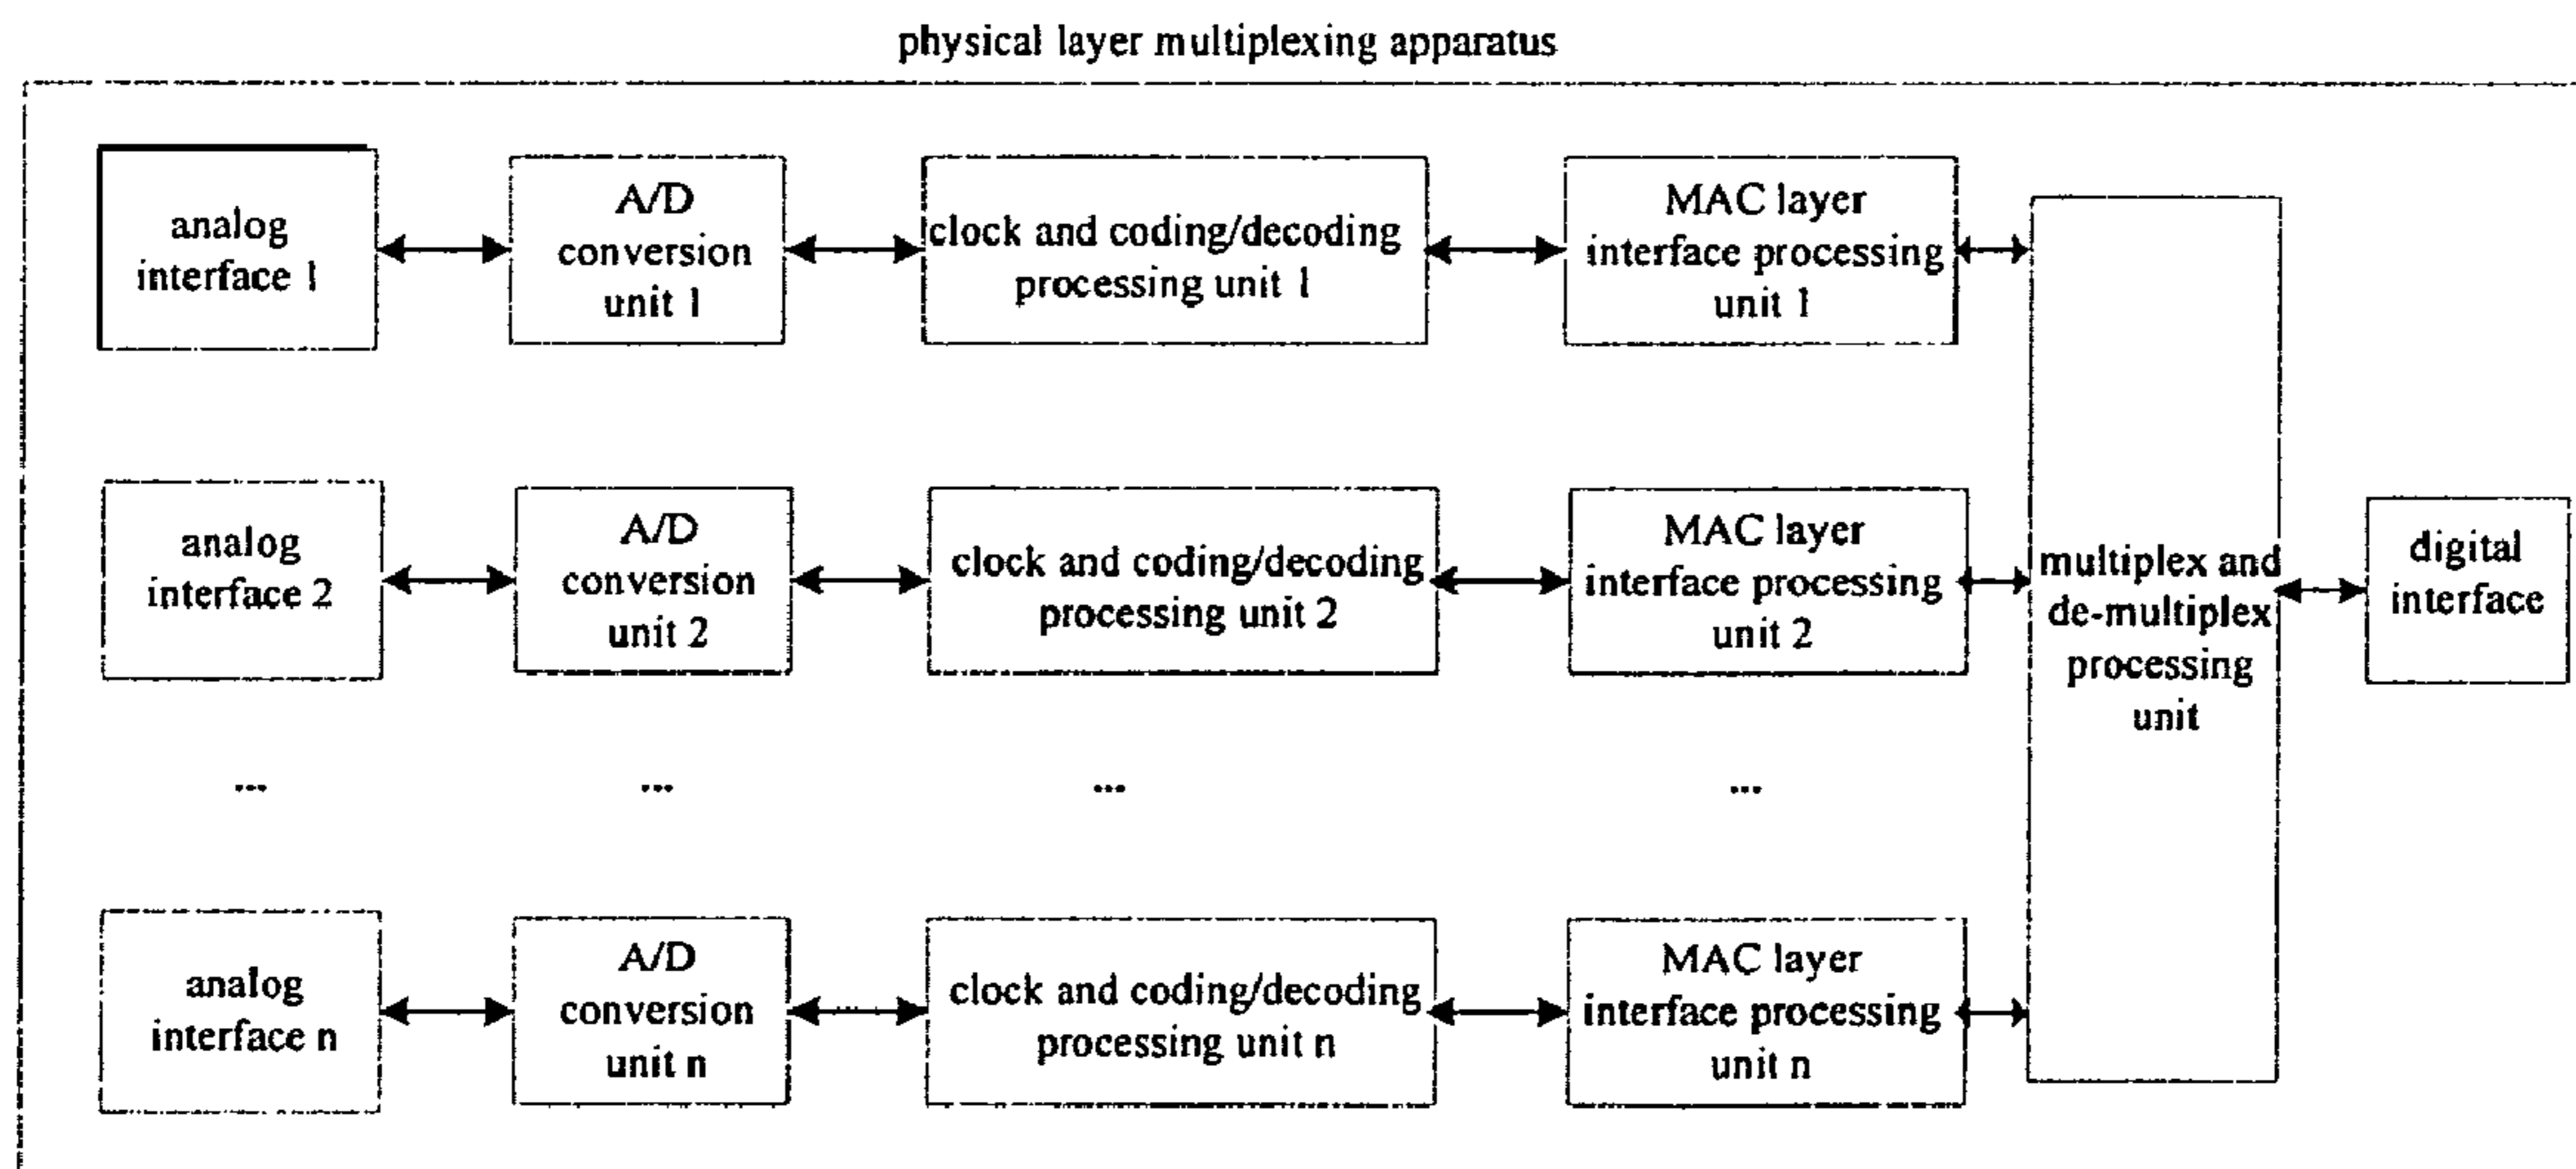 physical layer multiplexing apparatus
analog
interface 1
A/D
conversion
unit 1
clock and coding/decoding
processing unit 1
MAC layer
interface processing
unit 1
analog
interface 2
A/D
conversion
unit 2
clock and coding/decoding
processing unit 2
MAC layer
interface processing
unit 2
multiplex and
de-multiplex
processing
unit
digital
interface
...
...
...
...
analog
interface n
A/D
conversion
unit n
clock and coding/decoding
processing unit n
MAC layer
interface processing
unit n